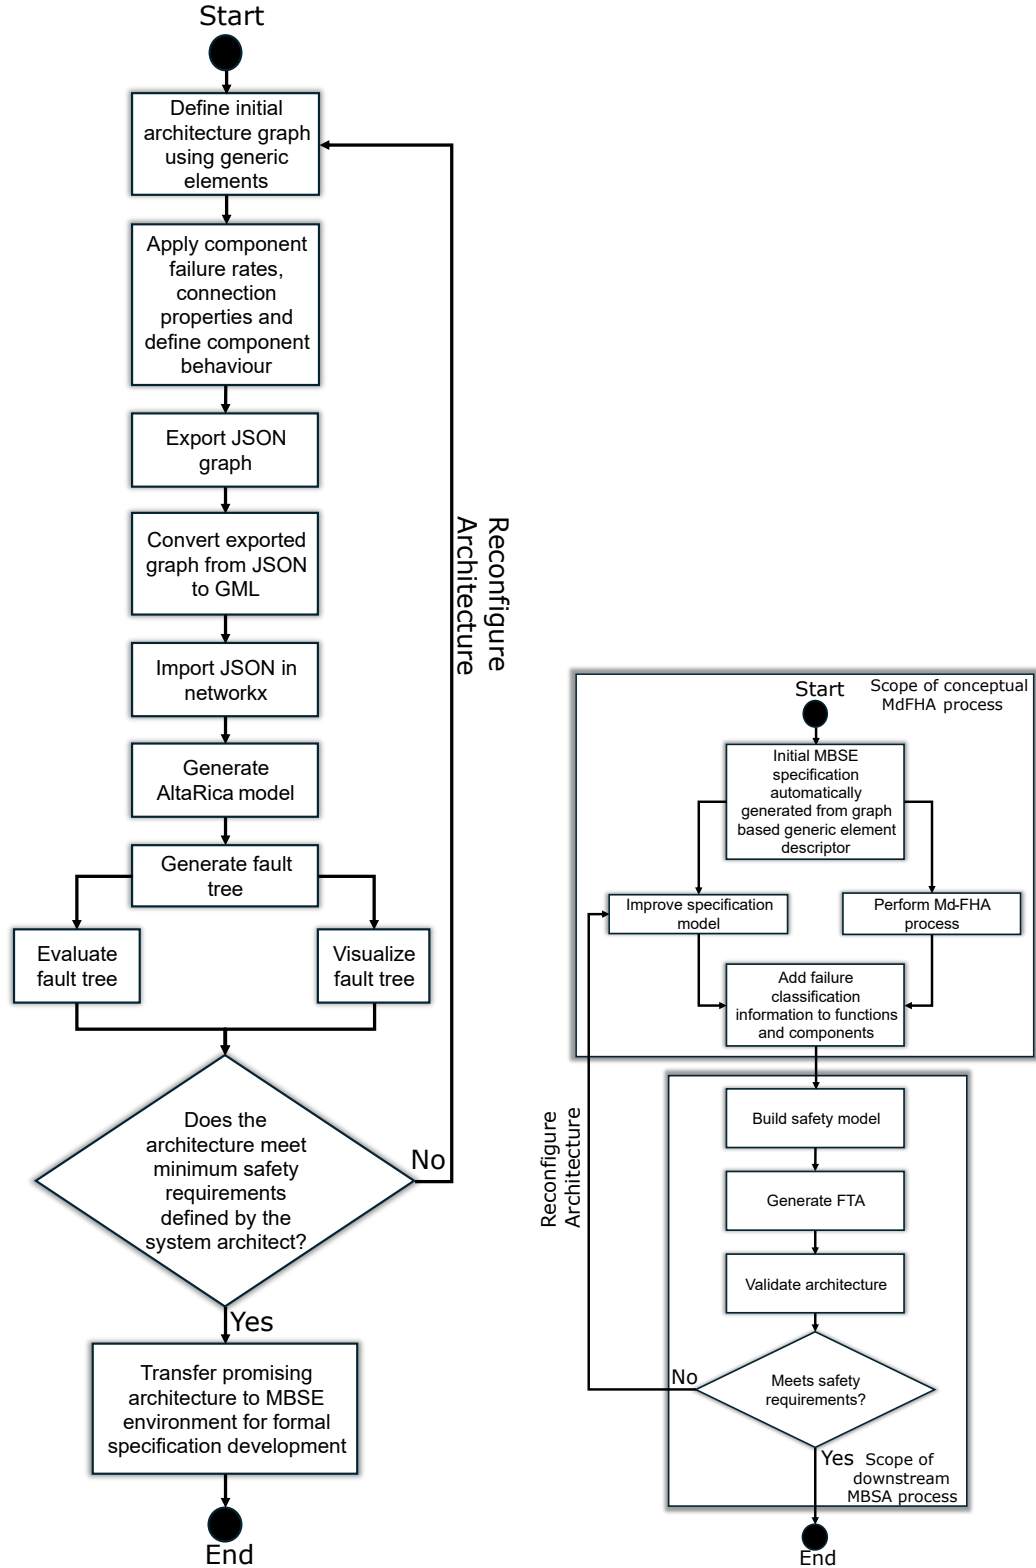 Start
Define initial
architecture graph
using generic
elements
Apply component
failure rates,
connection
properties and
define component
behaviour
Export JSON
graph
Convert exported
graph from JSON
to GML
Import JSON in
networkx
Generate
AltaRica model
Generate fault
tree
Evaluate
fault tree
Visualize
fault tree
Does the
architecture meet
minimum safety
requirements
defined by the
system architect?
No
Reconfigure
Architecture
Yes
Transfer promising
architecture to MBSE
environment for formal
specification development
End
Scope of conceptual
MdFHA process
Start
Initial MBSE
specification
automatically
generated from graph
based generic element
descriptor
Improve specification
model
Perform Md-FHA
process
Add failure
classification
information to functions
and components
Build safety model
Generate FTA
Validate architecture
Meets safety
requirements?
No
Reconfigure
Architecture
Yes
Scope of
downstream
MBSA process
End